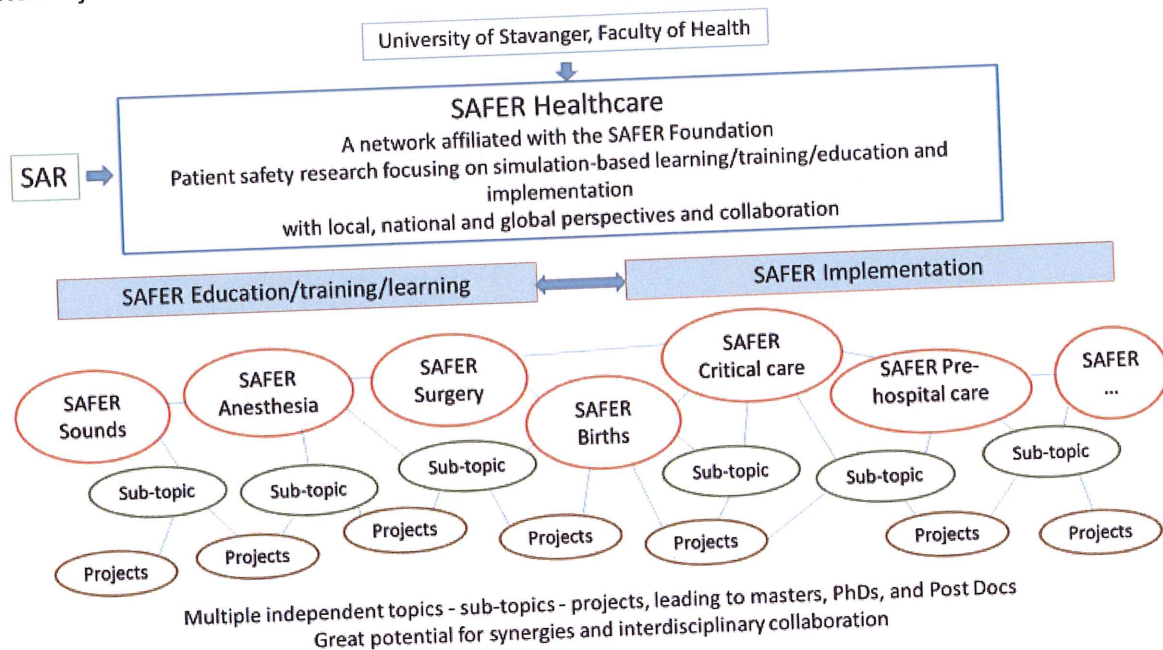 University of Stavanger, Faculty of Health
SAFER Healthcare
A network affiliated with the SAFER Foundation
Patient safety research focusing on simulation-based learning/training/education and
implementation
with local, national and global perspectives and collaboration
SAR
SAFER Education/training/learning
SAFER Implementation
SAFER
Sounds
SAFER
Anesthesia
SAFER
Surgery
SAFER
Births
SAFER
Critical care
SAFER Pre-
hospital care
SAFER
...
Sub-topic
Sub-topic
Sub-topic
Sub-topic
Sub-topic
Sub-topic
Projects
Projects
Projects
Projects
Projects
Projects
Projects
Multiple independent topics - sub-topics - projects, leading to masters, PhDs, and Post Docs
Great potential for synergies and interdisciplinary collaboration